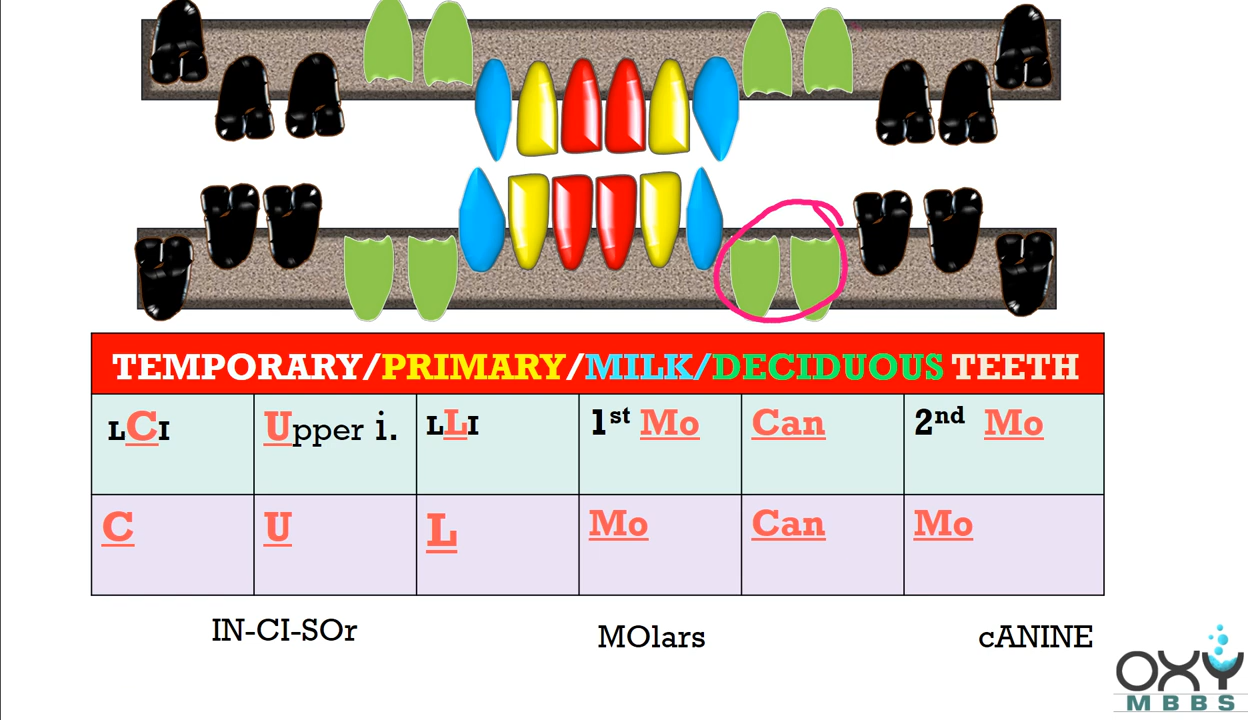 TEMPORARY/PRIMARY/MILK/DECIDUOUS TEETH
LCI Upper i. LLI 1st Mo Can 2nd Mo
C U L Mo Can Mo
IN-CI-SOr MOlars cANINE
OXY
MBBS